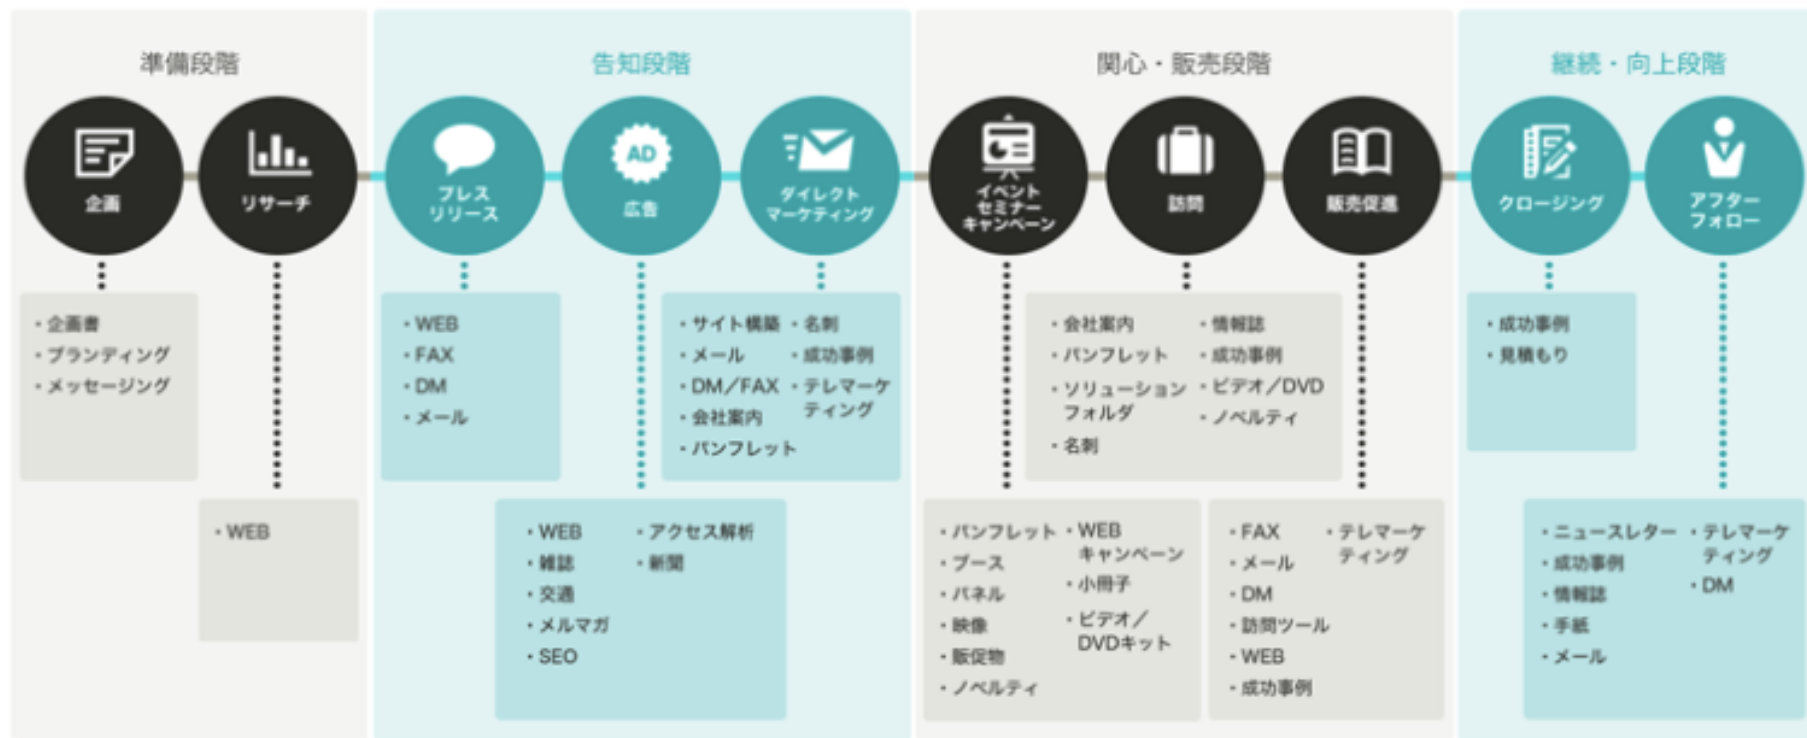 準備段階
企画
リサーチ
・企画書
・ブランディング
・メッセージング
・WEB
告知段階
プレス
リリース
AD
広告
ダイレクト
マーケティング
・WEB
・FAX
・DM
・メール
・サイト構築
・メール
・DM／FAX
・会社案内
・パンフレット
・名刺
・成功事例
・テレマーケ
ティング
・WEB
・雑誌
・交通
・メルマガ
・SEO
・アクセス解析
・新聞
関心・販売段階
イベント
セミナー
キャンペーン
訪問
販売促進
・会社案内
・パンフレット
・ソリューション
フォルダ
・名刺
・情報誌
・成功事例
・ビデオ／DVD
・ノベルティ
・パンフレット
・ブース
・パネル
・映像
・販促物
・ノベルティ
・WEB
キャンペーン
・小冊子
・ビデオ／
DVDキット
・FAX
・メール
・DM
・訪問ツール
・WEB
・成功事例
・テレマーケ
ティング
継続・向上段階
クロージング
アフター
フォロー
・成功事例
・見積もり
・ニュースレター
・成功事例
・情報誌
・手紙
・メール
・テレマーケ
ティング
・DM